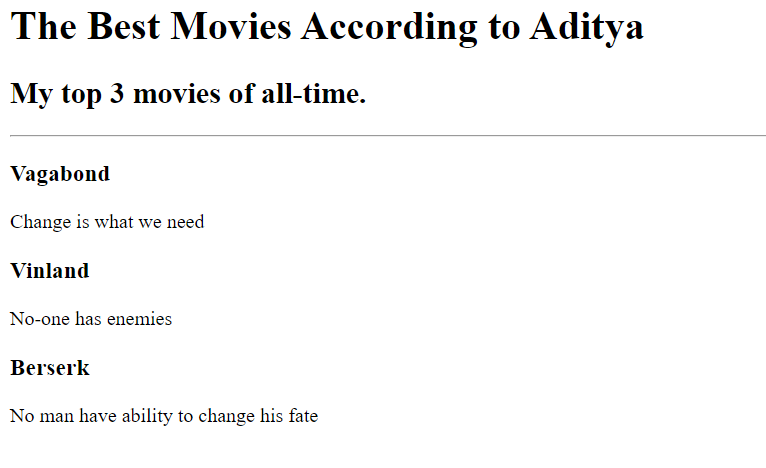 The Best Movies According to Aditya
My top 3 movies of all-time.
Vagabond
Change is what we need
Vinland
No-one has enemies
Berserk
No man have ability to change his fate